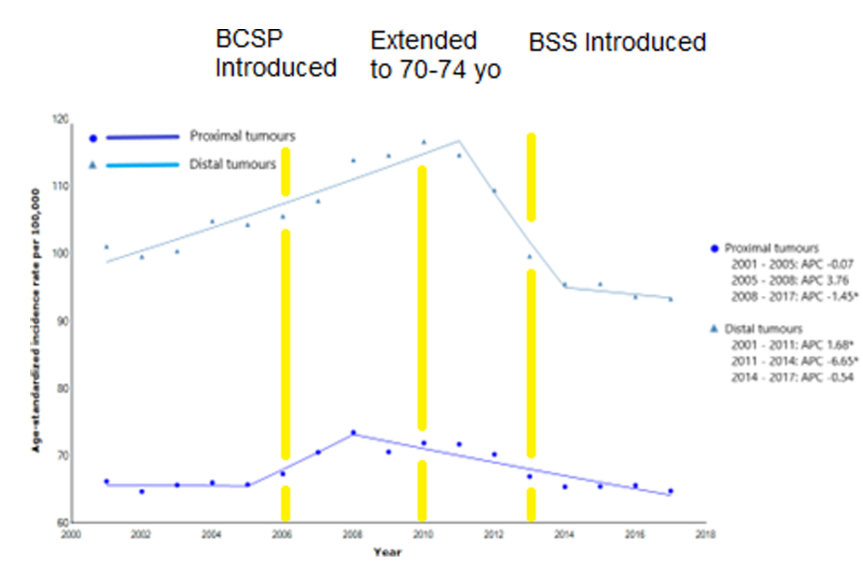 BCSP
Introduced
Extended
to 70-74 yo
BSS Introduced
Proximal tumours
Distal tumours
Age-standardized incidence rate per 100,000
120
110
100
90
80
70
60
2000
2002
2004
2006
2008
2010
2012
2014
2016
2018
Year
Proximal tumours
2001 - 2005: APC -0.07
2005 - 2008: APC 3.76
2008 - 2017: APC -1.45*
Distal tumours
2001 - 2011: APC 1.68*
2011 - 2014: APC -6.65*
2014 - 2017: APC -0.54